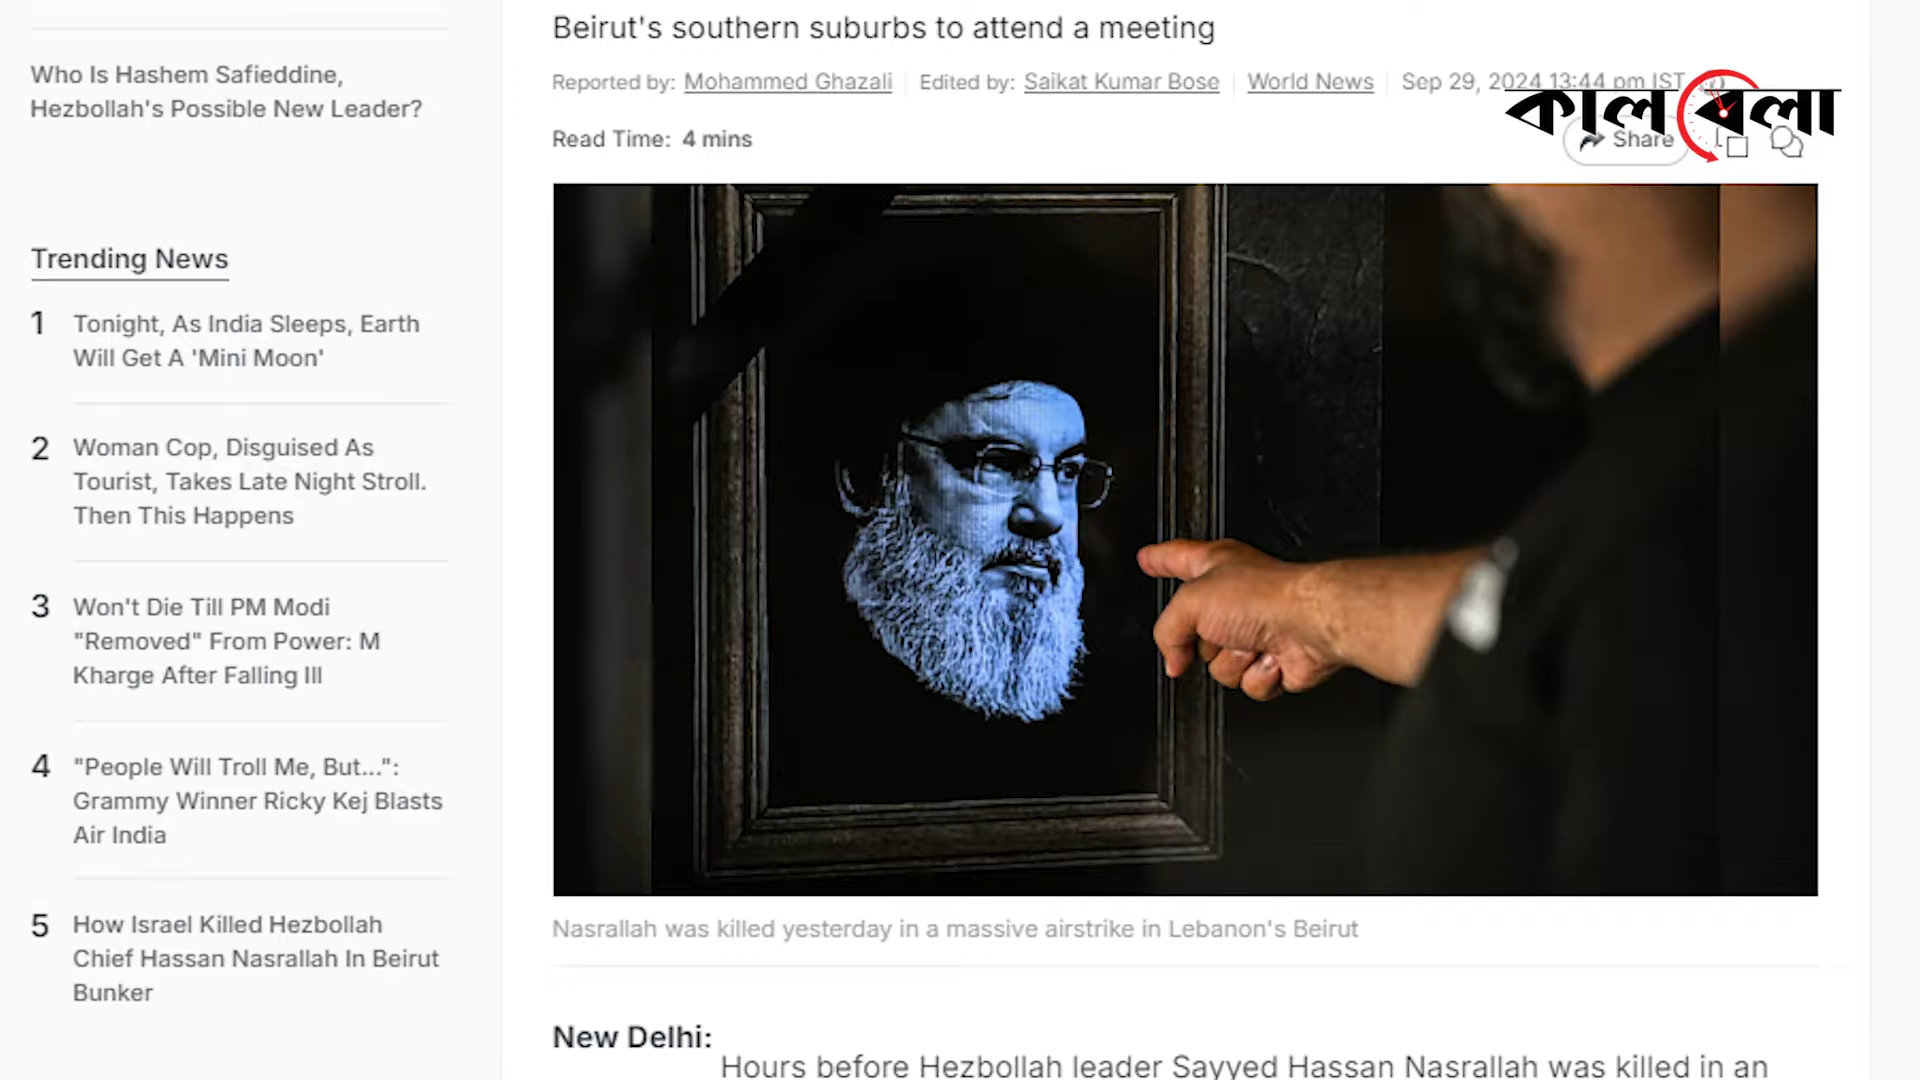 Beirut's southern suburbs to attend a meeting
Reported by: Mohammed Ghazali Edited by: Saikat Kumar Bose World News Sep 29, 2024 13:44 pm IST
কালবেলা
Read Time: 4 mins
Share
Who Is Hashem Safieddine,
Hezbollah's Possible New Leader?
Trending News
1 Tonight, As India Sleeps, Earth
Will Get A 'Mini Moon'
2 Woman Cop, Disguised As
Tourist, Takes Late Night Stroll.
Then This Happens
3 Won't Die Till PM Modi
"Removed" From Power: M
Kharge After Falling Ill
4 "People Will Troll Me, But...":
Grammy Winner Ricky Kej Blasts
Air India
5 How Israel Killed Hezbollah
Chief Hassan Nasrallah In Beirut
Bunker
Nasrallah was killed yesterday in a massive airstrike in Lebanon's Beirut
New Delhi:
Hours before Hezbollah leader Sayyed Hassan Nasrallah was killed in an